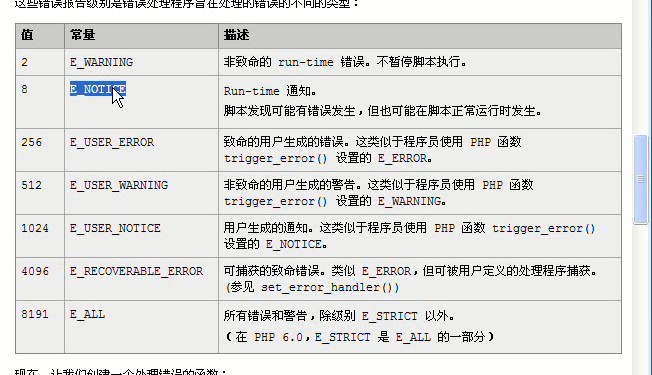 这些错误报告级别是错误处理程序旨在处理的错误的不同的类型：
值 常量 描述
2 E_WARNING 非致命的 run-time 错误。不暂停脚本执行。
8 E_NOTICE Run-time 通知。
脚本发现可能有错误发生，但也可能在脚本正常运行时发生。
256 E_USER_ERROR 致命的用户生成的错误。这类似于程序员使用 PHP 函数
trigger_error() 设置的 E_ERROR。
512 E_USER_WARNING 非致命的用户生成的警告。这类似于程序员使用 PHP 函数
trigger_error() 设置的 E_WARNING。
1024 E_USER_NOTICE 用户生成的通知。这类似于程序员使用 PHP 函数 trigger_error()
设置的 E_NOTICE。
4096 E_RECOVERABLE_ERROR 可捕获的致命错误。类似 E_ERROR，但可被用户定义的处理程序捕获。
(参见 set_error_handler())
8191 E_ALL 所有错误和警告，除级别 E_STRICT 以外。
（在 PHP 6.0，E_STRICT 是 E_ALL 的一部分）
现在，让我们创建一个处理错误的函数：